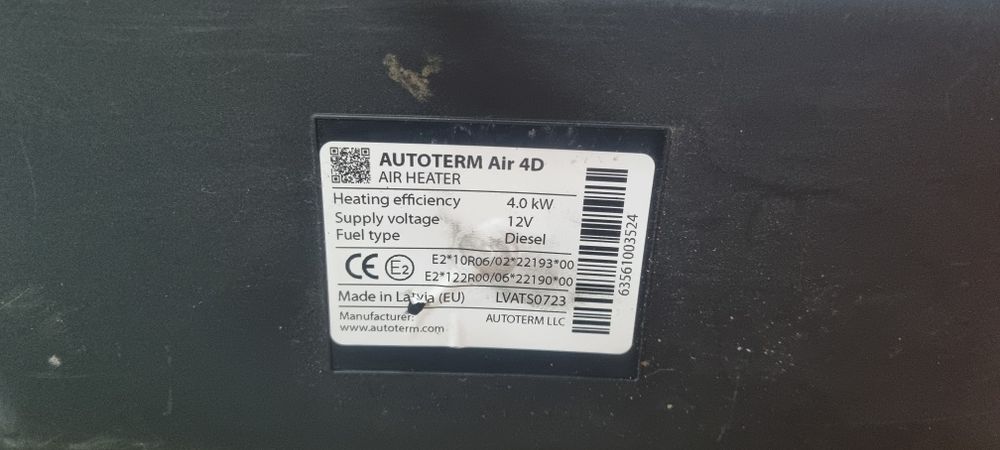 AUTOTERM Air 4D
AIR HEATER
Heating efficiency 4.0 kW
Supply voltage 12V
Fuel type Diesel
CE E2 E2*10R06/02*22193*00
E2*122R00/06*22190*00
Made in Latvia (EU) LVATS0723
Manufacturer: AUTOTERM LLC
www.autoterm.com
63561003524